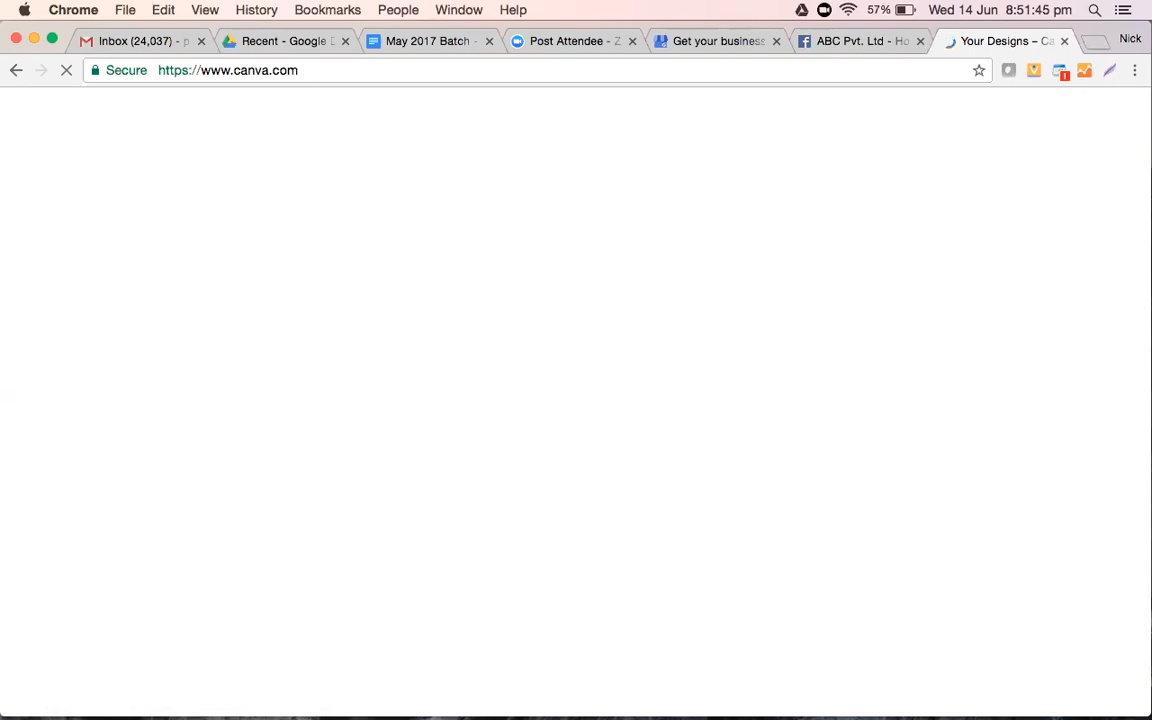 Chrome File Edit View History Bookmarks People Window Help 57% Wed 14 Jun 8:51:45 pm
Inbox (24,037) - p Recent - Google D May 2017 Batch - Post Attendee - Z Get your business ABC Pvt. Ltd - Ho Your Designs – Ca Nick
Secure https://www.canva.com